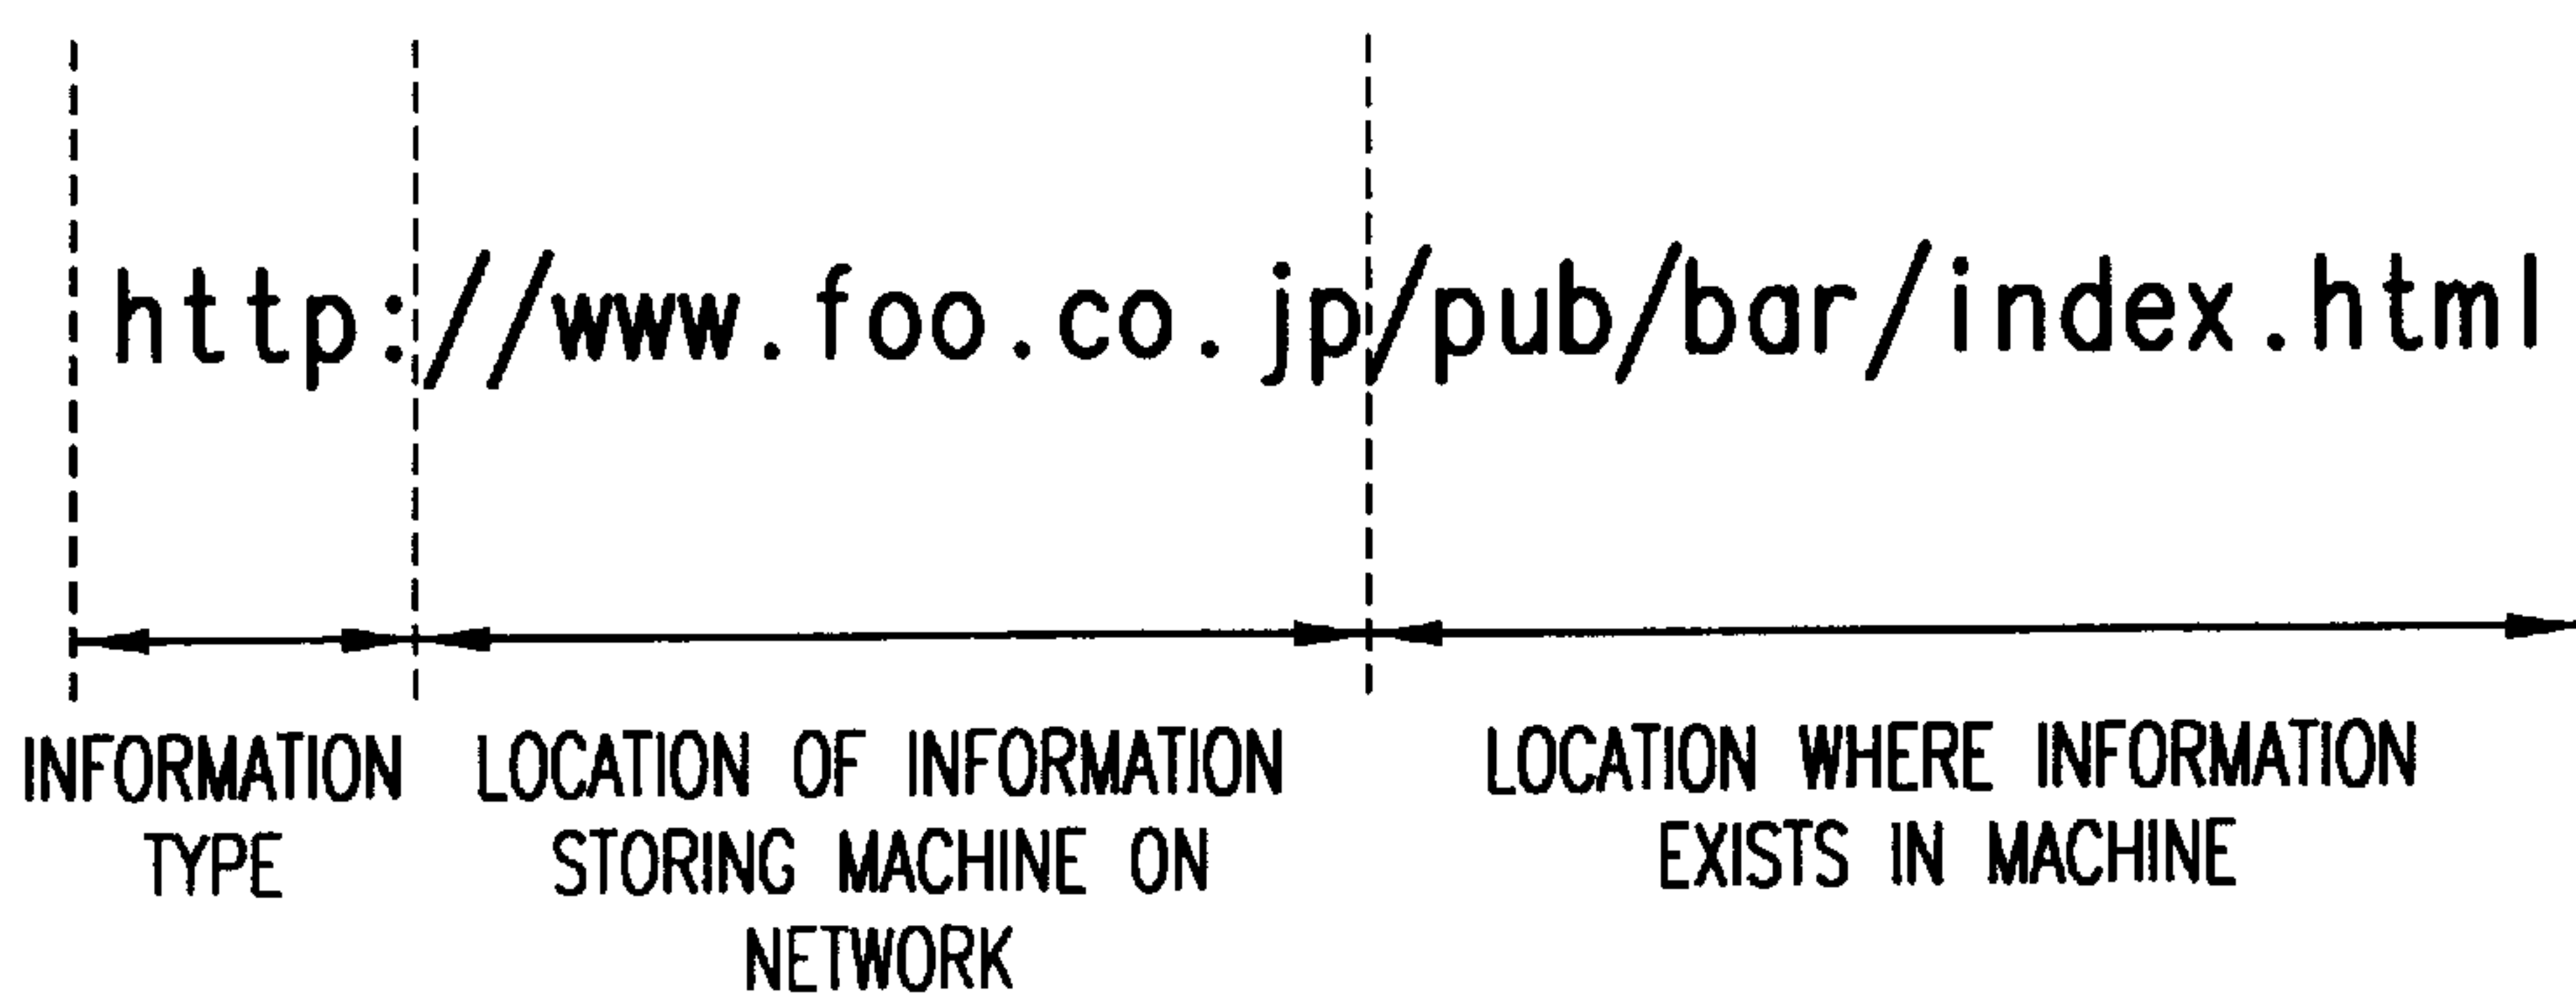 http://www.foo.co.jp/pub/bar/index.html
INFORMATION
TYPE
LOCATION OF INFORMATION
STORING MACHINE ON
NETWORK
LOCATION WHERE INFORMATION
EXISTS IN MACHINE